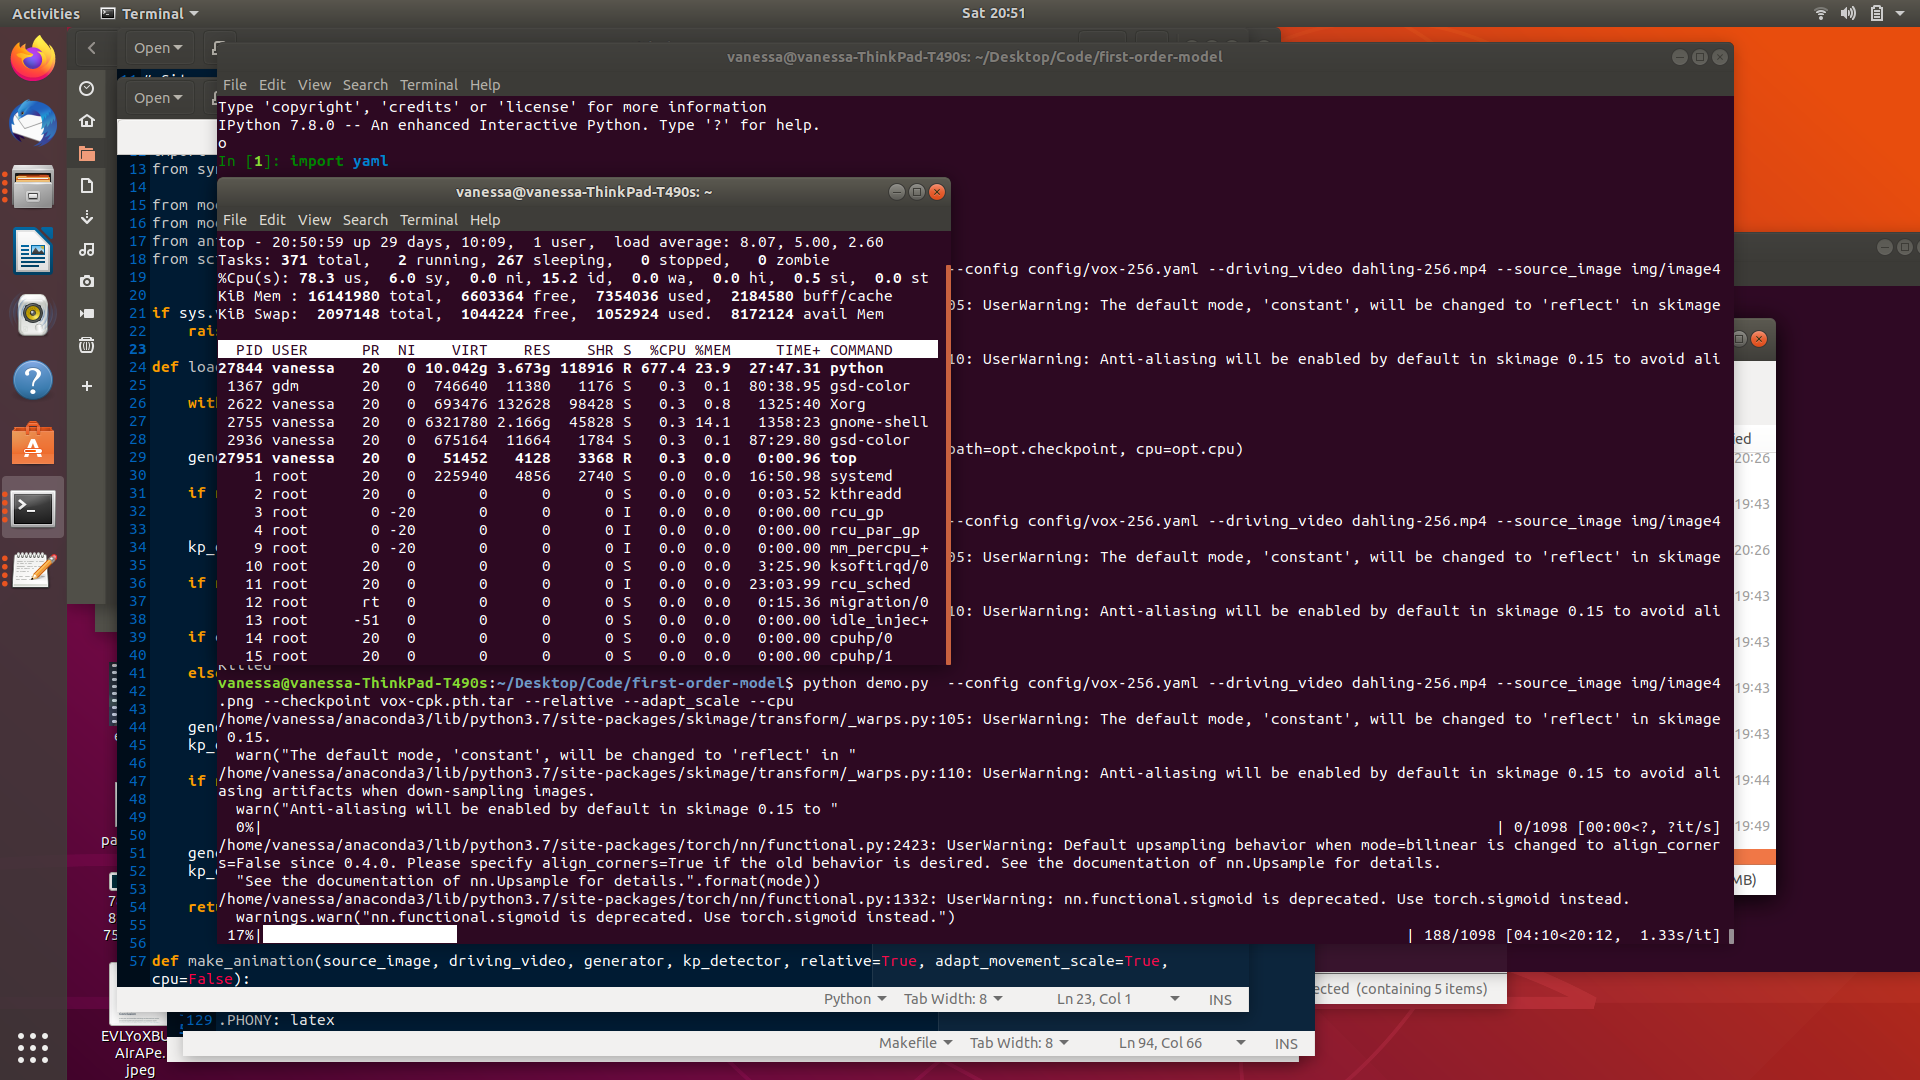 Activities
Terminal
Sat 20:51
Open
Open
vanessa@vanessa-ThinkPad-T490s: ~/Desktop/Code/first-order-model
File Edit View Search Terminal Help
Type 'copyright', 'credits' or 'license' for more information
IPython 7.8.0 -- An enhanced Interactive Python. Type '?' for help.
o
In [1]: import yaml
vanessa@vanessa-ThinkPad-T490s: ~
File Edit View Search Terminal Help
top - 20:50:59 up 29 days, 10:09,  1 user,  load average: 8.07, 5.00, 2.60
Tasks: 371 total,   2 running, 267 sleeping,   0 stopped,   0 zombie
%Cpu(s): 78.3 us,  6.0 sy,  0.0 ni, 15.2 id,  0.0 wa,  0.0 hi,  0.5 si,  0.0 st
KiB Mem : 16141980 total,  6603364 free,  7354036 used,  2184580 buff/cache
KiB Swap:  2097148 total,  1044224 free,  1052924 used.  8172124 avail Mem
PID USER PR NI VIRT RES SHR S %CPU %MEM TIME+ COMMAND
27844 vanessa 20 0 10.042g 3.673g 118916 R 677.4 23.9 27:47.31 python
1367 gdm 20 0 746640 11380 1176 S 0.3 0.1 80:38.95 gsd-color
2622 vanessa 20 0 693476 132628 98428 S 0.3 0.8 1325:40 Xorg
2755 vanessa 20 0 6321780 2.166g 45828 S 0.3 14.1 1358:23 gnome-shell
2936 vanessa 20 0 675164 11664 1784 S 0.3 0.1 87:29.80 gsd-color
27951 vanessa 20 0 51452 4128 3368 R 0.3 0.0 0:00.96 top
1 root 20 0 225940 4856 2740 S 0.0 0.0 16:50.98 systemd
2 root 20 0 0 0 0 S 0.0 0.0 0:03.52 kthreadd
3 root 0 -20 0 0 0 I 0.0 0.0 0:00.00 rcu_gp
4 root 0 -20 0 0 0 I 0.0 0.0 0:00.00 rcu_par_gp
9 root 0 -20 0 0 0 I 0.0 0.0 0:00.00 mm_percpu_+
10 root 20 0 0 0 0 S 0.0 0.0 3:25.90 ksoftirqd/0
11 root 20 0 0 0 0 I 0.0 0.0 23:03.99 rcu_sched
12 root rt 0 0 0 0 S 0.0 0.0 0:15.36 migration/0
13 root -51 0 0 0 0 S 0.0 0.0 0:00.00 idle_injec+
14 root 20 0 0 0 0 S 0.0 0.0 0:00.00 cpuhp/0
15 root 20 0 0 0 0 S 0.0 0.0 0:00.00 cpuhp/1
--config config/vox-256.yaml --driving_video dahling-256.mp4 --source_image img/image4
05: UserWarning: The default mode, 'constant', will be changed to 'reflect' in skimage
10: UserWarning: Anti-aliasing will be enabled by default in skimage 0.15 to avoid ali
path=opt.checkpoint, cpu=opt.cpu)
--config config/vox-256.yaml --driving_video dahling-256.mp4 --source_image img/image4
05: UserWarning: The default mode, 'constant', will be changed to 'reflect' in skimage
10: UserWarning: Anti-aliasing will be enabled by default in skimage 0.15 to avoid ali
Killed
vanessa@vanessa-ThinkPad-T490s:~/Desktop/Code/first-order-model$ python demo.py  --config config/vox-256.yaml --driving_video dahling-256.mp4 --source_image img/image4
.png --checkpoint vox-cpk.pth.tar --relative --adapt_scale --cpu
/home/vanessa/anaconda3/lib/python3.7/site-packages/skimage/transform/_warps.py:105: UserWarning: The default mode, 'constant', will be changed to 'reflect' in skimage
0.15.
warn("The default mode, 'constant', will be changed to 'reflect' in "
/home/vanessa/anaconda3/lib/python3.7/site-packages/skimage/transform/_warps.py:110: UserWarning: Anti-aliasing will be enabled by default in skimage 0.15 to avoid ali
asing artifacts when down-sampling images.
warn("Anti-aliasing will be enabled by default in skimage 0.15 to "
0%| | 0/1098 [00:00<?, ?it/s]
/home/vanessa/anaconda3/lib/python3.7/site-packages/torch/nn/functional.py:2423: UserWarning: Default upsampling behavior when mode=bilinear is changed to align_corner
s=False since 0.4.0. Please specify align_corners=True if the old behavior is desired. See the documentation of nn.Upsample for details.
"See the documentation of nn.Upsample for details.".format(mode))
/home/vanessa/anaconda3/lib/python3.7/site-packages/torch/nn/functional.py:1332: UserWarning: nn.functional.sigmoid is deprecated. Use torch.sigmoid instead.
warnings.warn("nn.functional.sigmoid is deprecated. Use torch.sigmoid instead.")
17%| | 188/1098 [04:10<20:12,  1.33s/it]
13 from sy
14
15 from mo
16 from mo
17 from an
18 from sc
19
20
21 if sys.
22 rais
23
24 def loa
25
26 with
27
28
29 gen
30
31 if
32
33
34 kp_
35
36 if
37
38
39 if
40
41 els
42
43
44 gen
45 kp_
46
47 if
48
49
50
51 gen
52 kp_
53
54 ret
55
56
57 def make_animation(source_image, driving_video, generator, kp_detector, relative=True, adapt_movement_scale=True,
cpu=False):
Python Tab Width: 8 Ln 23, Col 1 INS
129 .PHONY: latex
Makefile Tab Width: 8 Ln 94, Col 66 INS
ected (containing 5 items)
ied
20:26
19:43
20:26
19:43
19:43
19:43
19:43
19:44
19:49
MB)
pa
7
8
75
EVLYoXBU
AIrAPe.
jpeg